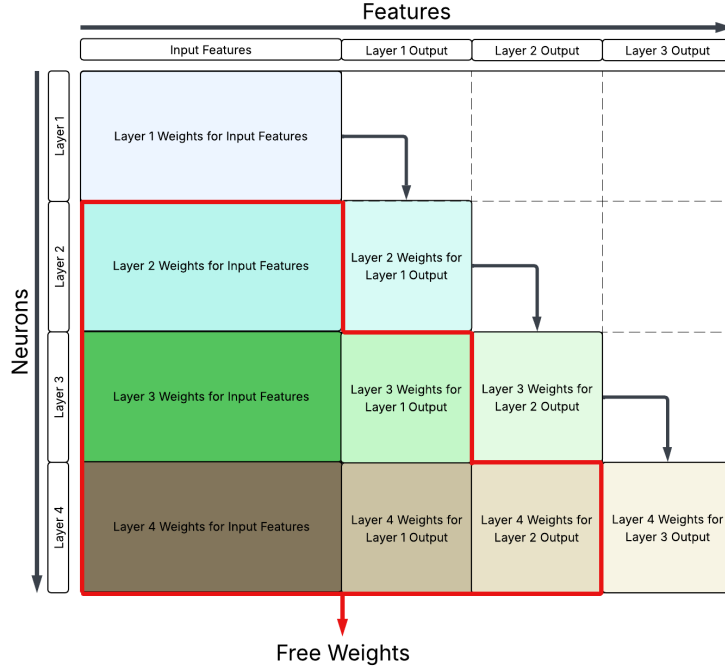 Features
Input Features
Layer 1 Output
Layer 2 Output
Layer 3 Output
Neurons
Layer 1
Layer 1 Weights for Input Features
Layer 2
Layer 2 Weights for Input Features
Layer 2 Weights for
Layer 1 Output
Layer 3
Layer 3 Weights for Input Features
Layer 3 Weights for
Layer 1 Output
Layer 3 Weights for
Layer 2 Output
Layer 4
Layer 4 Weights for Input Features
Layer 4 Weights for
Layer 1 Output
Layer 4 Weights for
Layer 2 Output
Layer 4 Weights for
Layer 3 Output
Free Weights